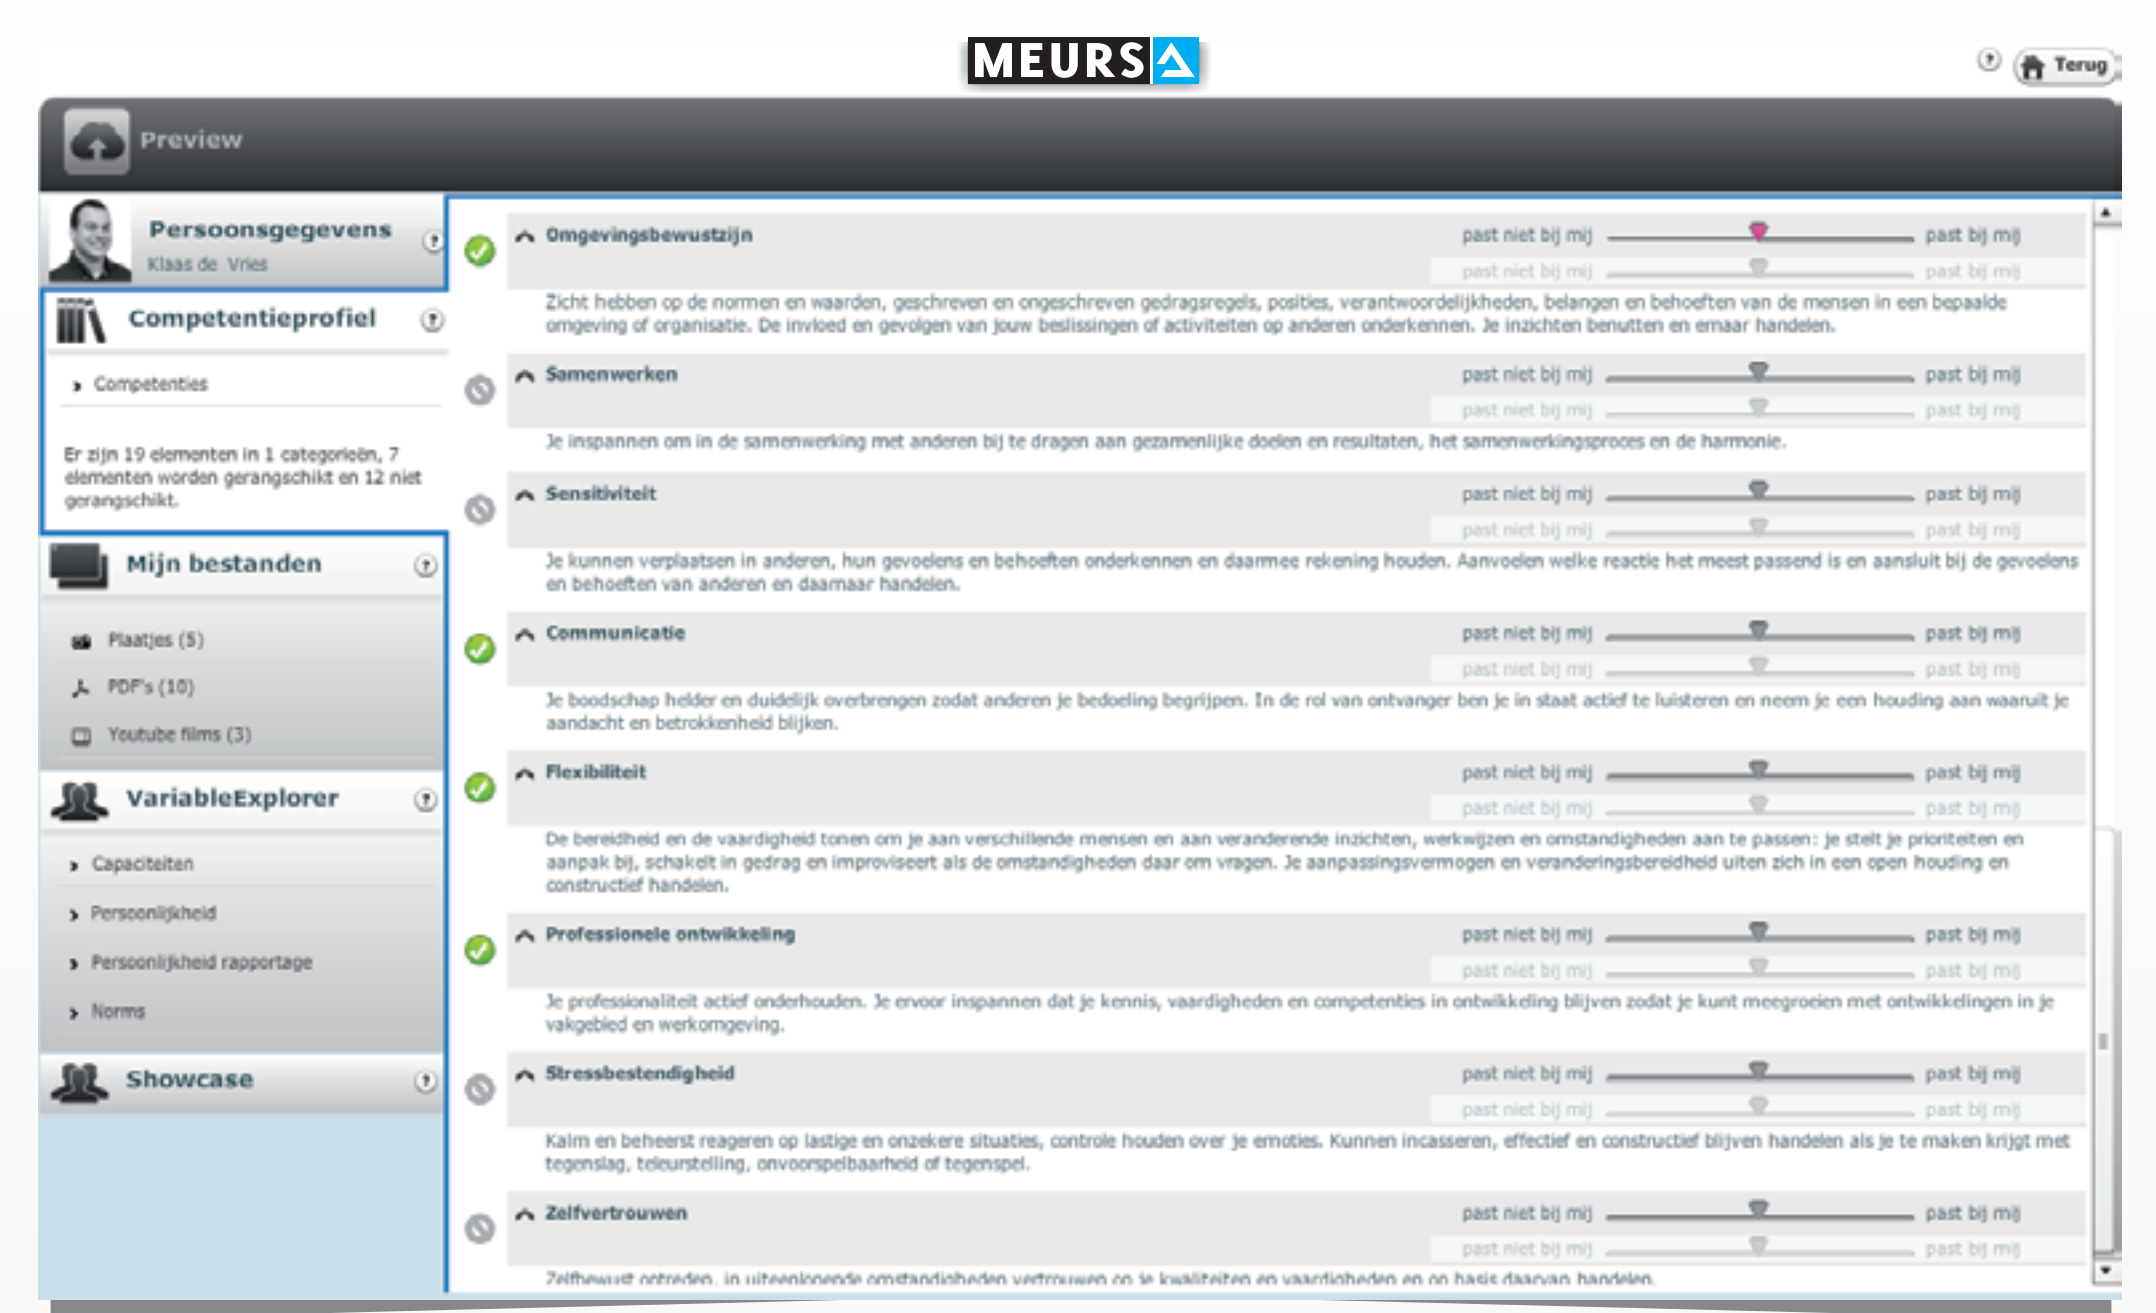 MEURS
Terug
Preview
Persoonsgegevens
Klaas de Vries
Competentieprofiel
Competenties
Er zijn 19 elementen in 1 categorieën, 7
elementen worden gerangschikt en 12 niet
gerangschikt.
Mijn bestanden
Plaatjes (5)
PDF's (10)
Youtube films (3)
VariableExplorer
Capaciteiten
Persoonlijkheid
Persoonlijkheid rapportage
Norms
Showcase
Omgevingsbewustzijn past niet bij mij past bij mij
past niet bij mij past bij mij
Zicht hebben op de normen en waarden, geschreven en ongeschreven gedragsregels, posities, verantwoordelijkheden, belangen en behoeften van de mensen in een bepaalde
omgeving of organisatie. De invloed en gevolgen van jouw beslissingen of activiteiten op anderen onderkennen. Je inzichten benutten en ernaar handelen.
Samenwerken past niet bij mij past bij mij
past niet bij mij past bij mij
Je inspannen om in de samenwerking met anderen bij te dragen aan gezamenlijke doelen en resultaten, het samenwerkingsproces en de harmonie.
Sensitiviteit past niet bij mij past bij mij
past niet bij mij past bij mij
Je kunnen verplaatsen in anderen, hun gevoelens en behoeften onderkennen en daarmee rekening houden. Aanvoelen welke reactie het meest passend is en aansluit bij de gevoelens
en behoeften van anderen en daarnaar handelen.
Communicatie past niet bij mij past bij mij
past niet bij mij past bij mij
Je boodschap helder en duidelijk overbrengen zodat anderen je bedoeling begrijpen. In de rol van ontvanger ben je in staat actief te luisteren en neem je een houding aan waaruit je
aandacht en betrokkenheid blijken.
Flexibiliteit past niet bij mij past bij mij
past niet bij mij past bij mij
De bereidheid en de vaardigheid tonen om je aan verschillende mensen en aan veranderende inzichten, werkwijzen en omstandigheden aan te passen: je stelt je prioriteiten en
aanpak bij, schakelt in gedrag en improviseert als de omstandigheden daar om vragen. Je aanpassingsvermogen en veranderingsbereidheid uiten zich in een open houding en
constructief handelen.
Professionele ontwikkeling past niet bij mij past bij mij
past niet bij mij past bij mij
Je professionaliteit actief onderhouden. Je ervoor inspannen dat je kennis, vaardigheden en competenties in ontwikkeling blijven zodat je kunt meegroeien met ontwikkelingen in je
vakgebied en werkomgeving.
Stressbestendigheid past niet bij mij past bij mij
past niet bij mij past bij mij
Kalm en beheerst reageren op lastige en onzekere situaties, controle houden over je emoties. Kunnen incasseren, effectief en constructief blijven handelen als je te maken krijgt met
tegenslag, teleurstelling, onvoorspelbaarheid of tegenspel.
Zelfvertrouwen past niet bij mij past bij mij
past niet bij mij past bij mij
Zelfbewust optreden, in uiteenlopende omstandigheden vertrouwen op je kwaliteiten en vaardigheden en op basis daarvan handelen.